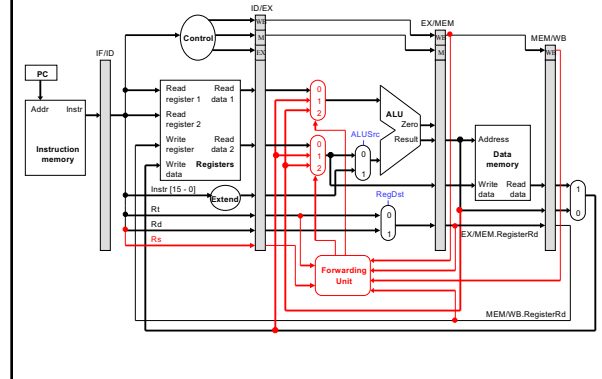 ID/EX
EX/MEM
MEM/WB
IF/ID
WB
M
EX
WB
M
WB
Control
PC
Addr Instr
Instruction
memory
Read
register 1
Read
data 1
Read
register 2
Write
register
Read
data 2
Write
data
Registers
0
1
2
0
1
2
ALU
Zero
Result
ALUSrc
0
1
Address
Data
memory
Write
data
Read
data
1
0
Instr [15 - 0]
Extend
RegDst
0
1
Rt
Rd
Rs
EX/MEM.RegisterRd
Forwarding
Unit
MEM/WB.RegisterRd